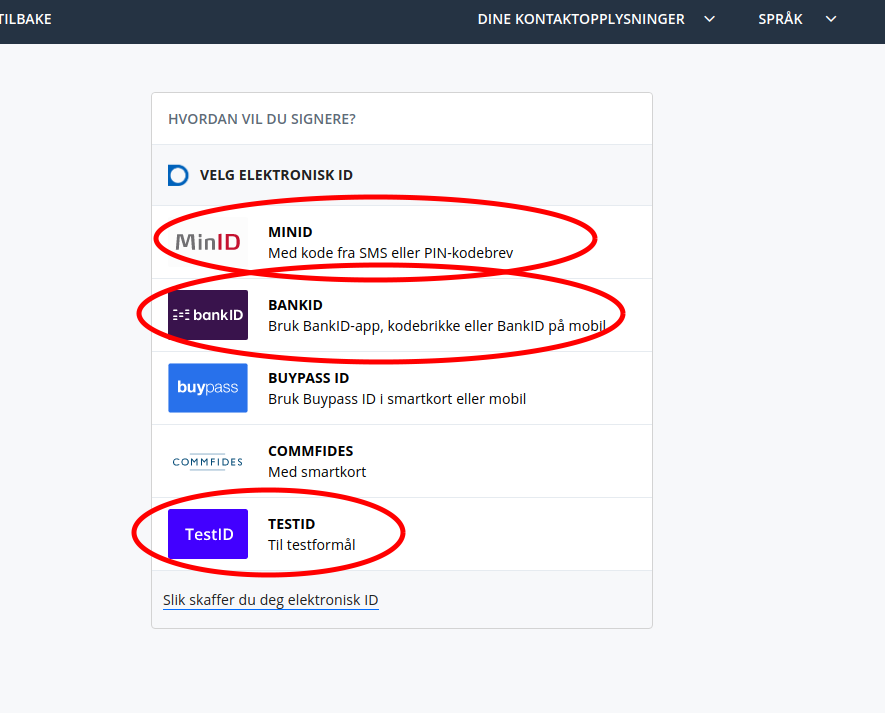 TILBAKE
DINE KONTAKTOPPLYSNINGER
SPRÅK
HVORDAN VIL DU SIGNERE?
VELG ELEKTRONISK ID
MinID
MINID
Med kode fra SMS eller PIN-kodebrev
bankID
BANKID
Bruk BankID-app, kodebrikke eller BankID på mobil
buypass
BUYPASS ID
Bruk Buypass ID i smartkort eller mobil
COMMFIDES
COMMFIDES
Med smartkort
TestID
TESTID
Til testformål
Slik skaffer du deg elektronisk ID